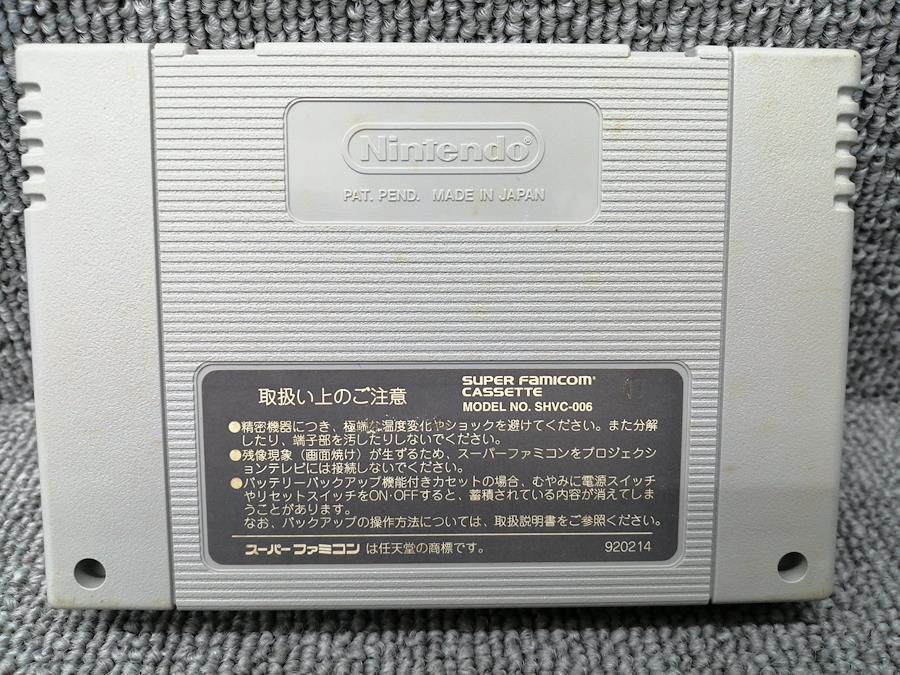 Nintendo®
PAT. PEND. MADE IN JAPAN
取扱い上のご注意
SUPER FAMICOM®
CASSETTE
MODEL NO. SHVC-006
●精密機器につき、極端な温度変化やショックを避けてください。また分解
したり、端子部を汚したりしないでください。
●残像現象（画面焼け）が生ずるため、スーパーファミコンをプロジェクシ
ョンテレビには接続しないでください。
●バッテリーバックアップ機能付きカセットの場合、むやみに電源スイッチ
やリセットスイッチをON・OFFすると、蓄積されている内容が消えてしま
うことがあります。
なお、バックアップの操作方法については、取扱説明書をご参照ください。
スーパーファミコン は任天堂の商標です。
920214